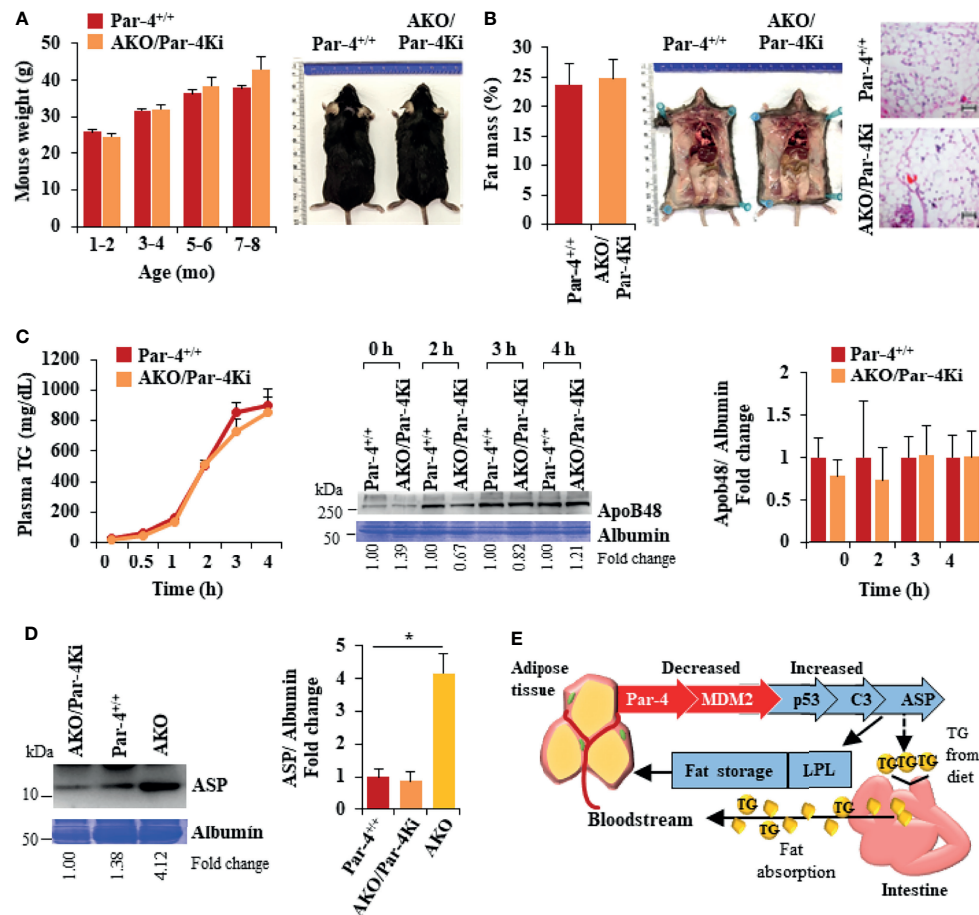 A
Par-4+/+
AKO/Par-4Ki
Mouse weight (g)
60
50
40
30
20
10
0
1-2
3-4
5-6
7-8
Age (mo)
Par-4+/+
AKO/
Par-4Ki
B
Fat mass (%)
30
25
20
15
10
5
0
Par-4+/+
AKO/
Par-4Ki
Par-4+/+
AKO/
Par-4Ki
Par-4+/+
AKO/Par-4Ki
C
Plasma TG (mg/dL)
1200
1000
800
600
400
200
0
Par-4+/+
AKO/Par-4Ki
0
0.5
1
2
3
4
Time (h)
0 h
2 h
3 h
4 h
Par-4+/+
AKO/Par-4Ki
Par-4+/+
AKO/Par-4Ki
Par-4+/+
AKO/Par-4Ki
Par-4+/+
AKO/Par-4Ki
kDa
250
ApoB48
50
Albumin
1.00
1.39
1.00
0.67
1.00
0.82
1.00
1.21
Fold change
Par-4+/+
AKO/Par-4Ki
Apob48/ Albumin
Fold change
2
1.5
1
0.5
0
0
2
3
4
Time (h)
D
AKO/Par-4Ki
Par-4+/+
AKO
kDa
10
ASP
50
Albumin
1.00
1.38
4.12
Fold change
ASP/ Albumin
Fold change
5
4
3
2
1
0
*
Par-4+/+
AKO/Par-4Ki
AKO
E
Adipose
tissue
Decreased
Increased
Par-4
MDM2
p53
C3
ASP
Fat storage
LPL
TG
from
diet
TG
TG
TG
TG
TG
TG
Bloodstream
Fat
absorption
Intestine